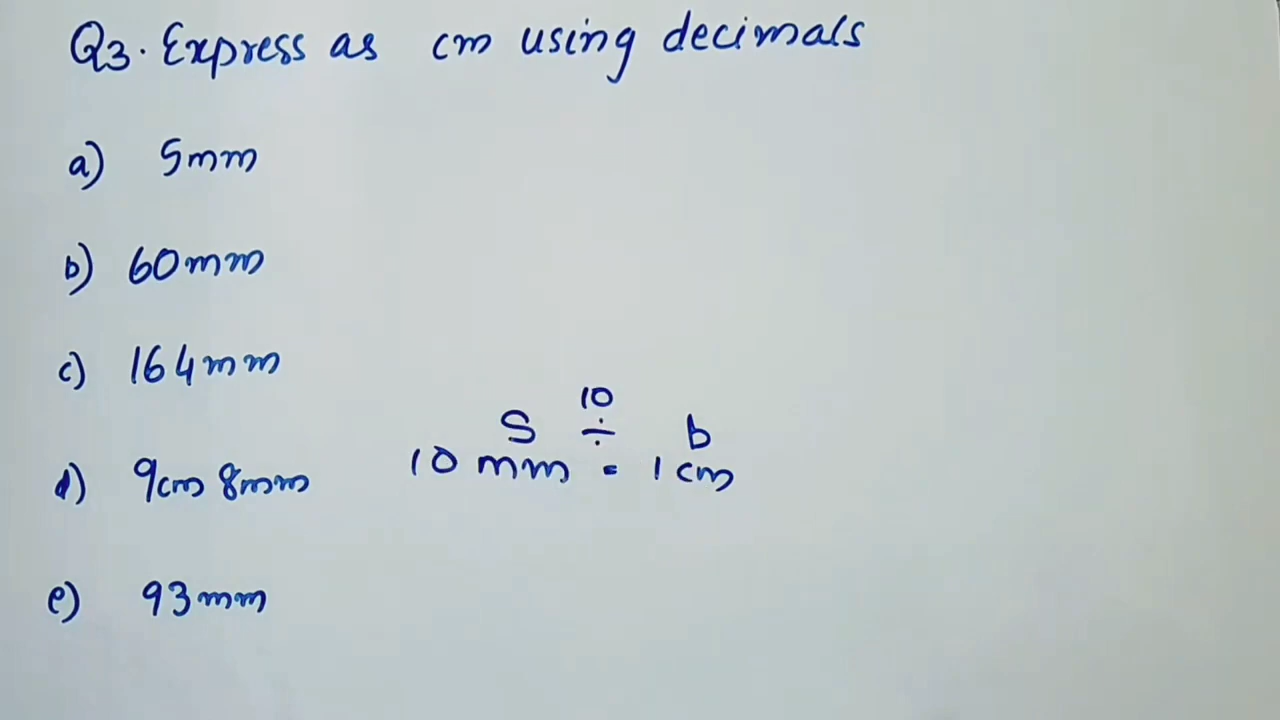 Q3. Express as cm using decimals
a) 5mm
b) 60mm
c) 164mm
10
S ÷ b
10 mm = 1 cm
d) 9cm 8mm
e) 93mm